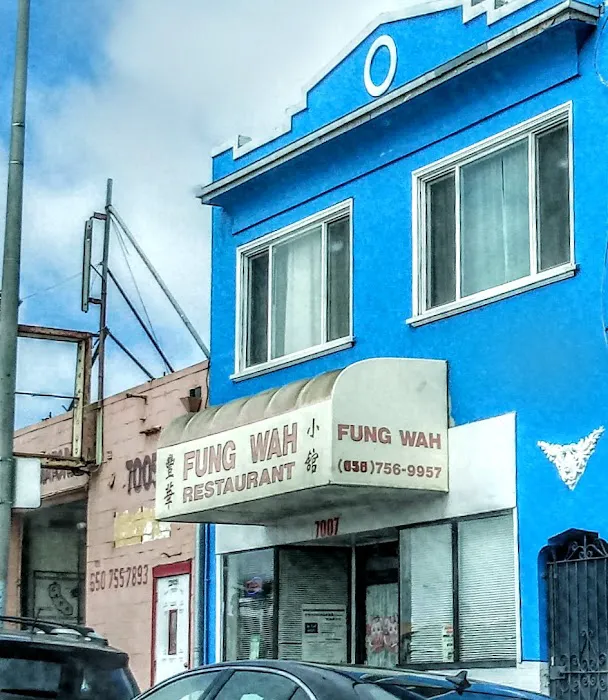 豐華
FUNG WAH
RESTAURANT
小館
FUNG WAH
(650)756-9957
7007
7005
650 7557893